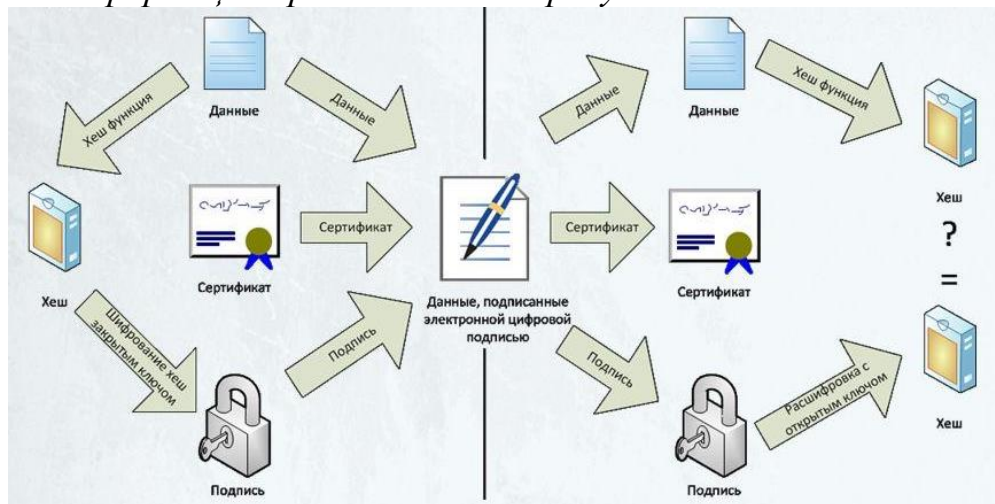 Данные
Хеш функция
Данные
Хеш
Сертификат
Сертификат
Шифрование хеш
закрытым ключом
Подпись
Подпись
Данные, подписанные
электронной цифровой
подписью
Данные
Данные
Хеш функция
Хеш
?
=
Сертификат
Сертификат
Подпись
Подпись
Расшифровка с
открытым ключом
Хеш